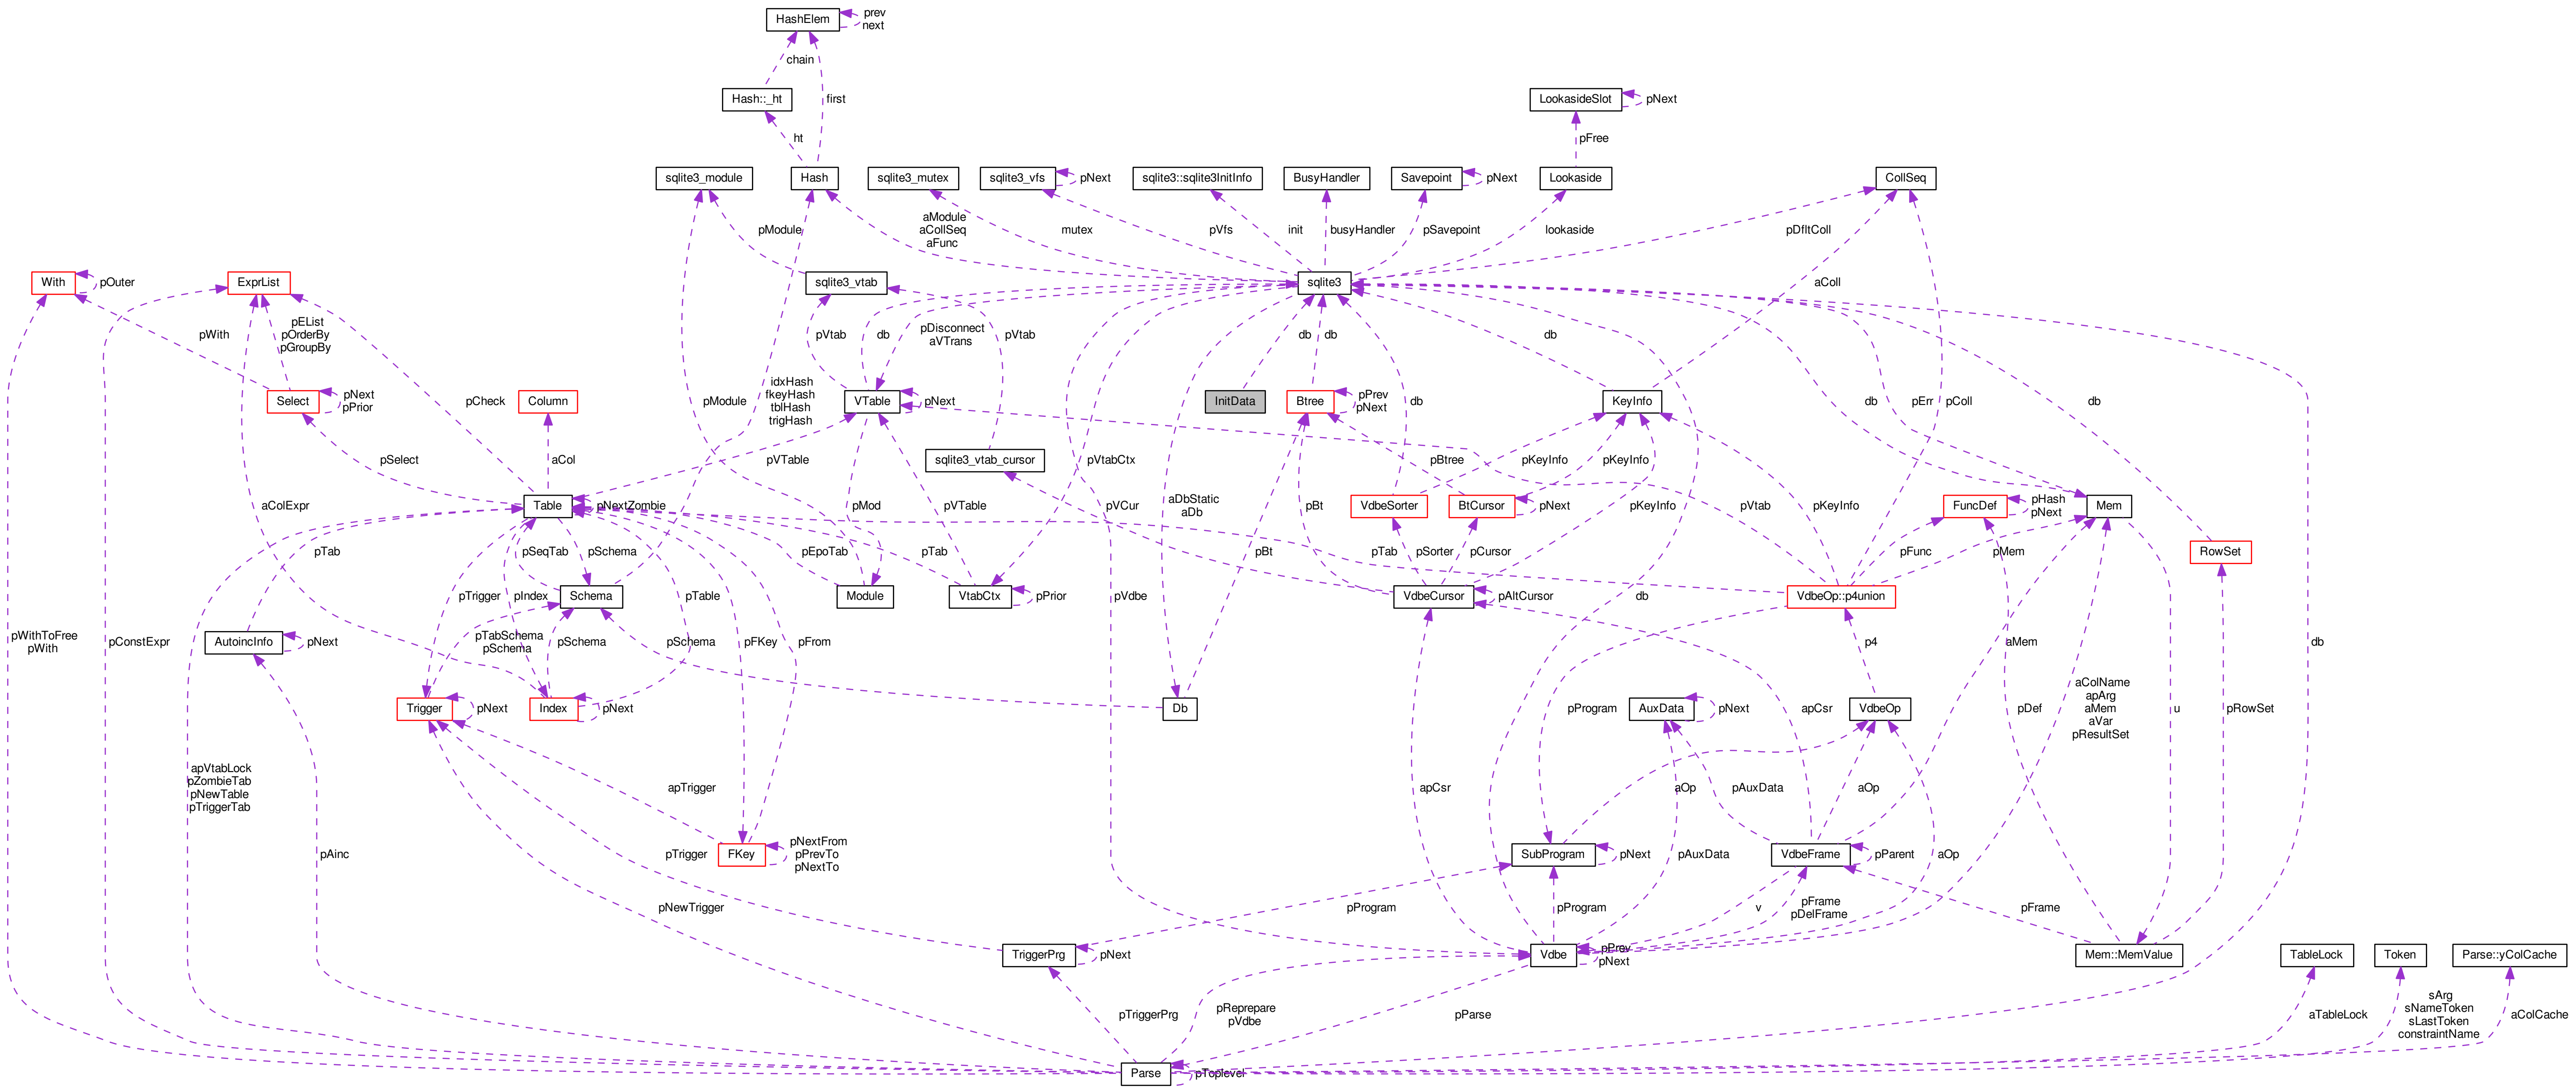 HashElem
prev
next
chain
first
Hash::_ht
LookasideSlot
pNext
ht
pFree
sqlite3_module
Hash
sqlite3_mutex
sqlite3_vfs
pNext
sqlite3::sqlite3InitInfo
BusyHandler
Savepoint
pNext
Lookaside
CollSeq
pModule
aModule
aCollSeq
aFunc
mutex
pVfs
init
busyHandler
pSavepoint
lookaside
pDfltColl
With
pOuter
ExprList
sqlite3_vtab
sqlite3
aColl
pWith
pEList
pOrderBy
pGroupBy
pVtab
db
pDisconnect
aVTrans
pVtab
db
db
db
idxHash
fkeyHash
tblHash
trigHash
Select
pNext
pPrior
pCheck
Column
pModule
VTable
pNext
InitData
Btree
pPrev
pNext
db
KeyInfo
db
pErr
pColl
db
pSelect
aCol
pVTable
sqlite3_vtab_cursor
pVtabCtx
pBtree
pKeyInfo
pKeyInfo
aColExpr
Table
pNextZombie
pMod
pVTable
pVCur
aDbStatic
aDb
pBt
VdbeSorter
BtCursor
pNext
pKeyInfo
pVtab
pKeyInfo
FuncDef
pHash
pNext
Mem
pTab
pSeqTab
pSchema
pEpoTab
pTab
pBt
pSorter
pCursor
pTab
pFunc
pMem
RowSet
pTrigger
pIndex
Schema
pTable
Module
VtabCtx
pPrior
VdbeCursor
pAltCursor
db
VdbeOp::p4union
pWithToFree
pWith
pConstExpr
AutoincInfo
pNext
pTabSchema
pSchema
pSchema
pFKey
pFrom
pSchema
pVdbe
p4
aMem
db
Trigger
pNext
Index
pNext
Db
AuxData
pNext
VdbeOp
pProgram
apCsr
pDef
aColName
apArg
aMem
aVar
pResultSet
u
pRowSet
apVtabLock
pZombieTab
pNewTable
pTriggerTab
apTrigger
apCsr
aOp
pAuxData
aOp
pAinc
pTrigger
FKey
pNextFrom
pPrevTo
pNextTo
SubProgram
pNext
pAuxData
VdbeFrame
pParent
aOp
pNewTrigger
pProgram
pProgram
v
pFrame
pDelFrame
pFrame
TriggerPrg
pNext
Vdbe
pPrev
pNext
Mem::MemValue
TableLock
Token
Parse::yColCache
pTriggerPrg
pReprepare
pVdbe
pParse
aTableLock
sArg
sNameToken
sLastToken
constraintName
aColCache
Parse
pToplevel